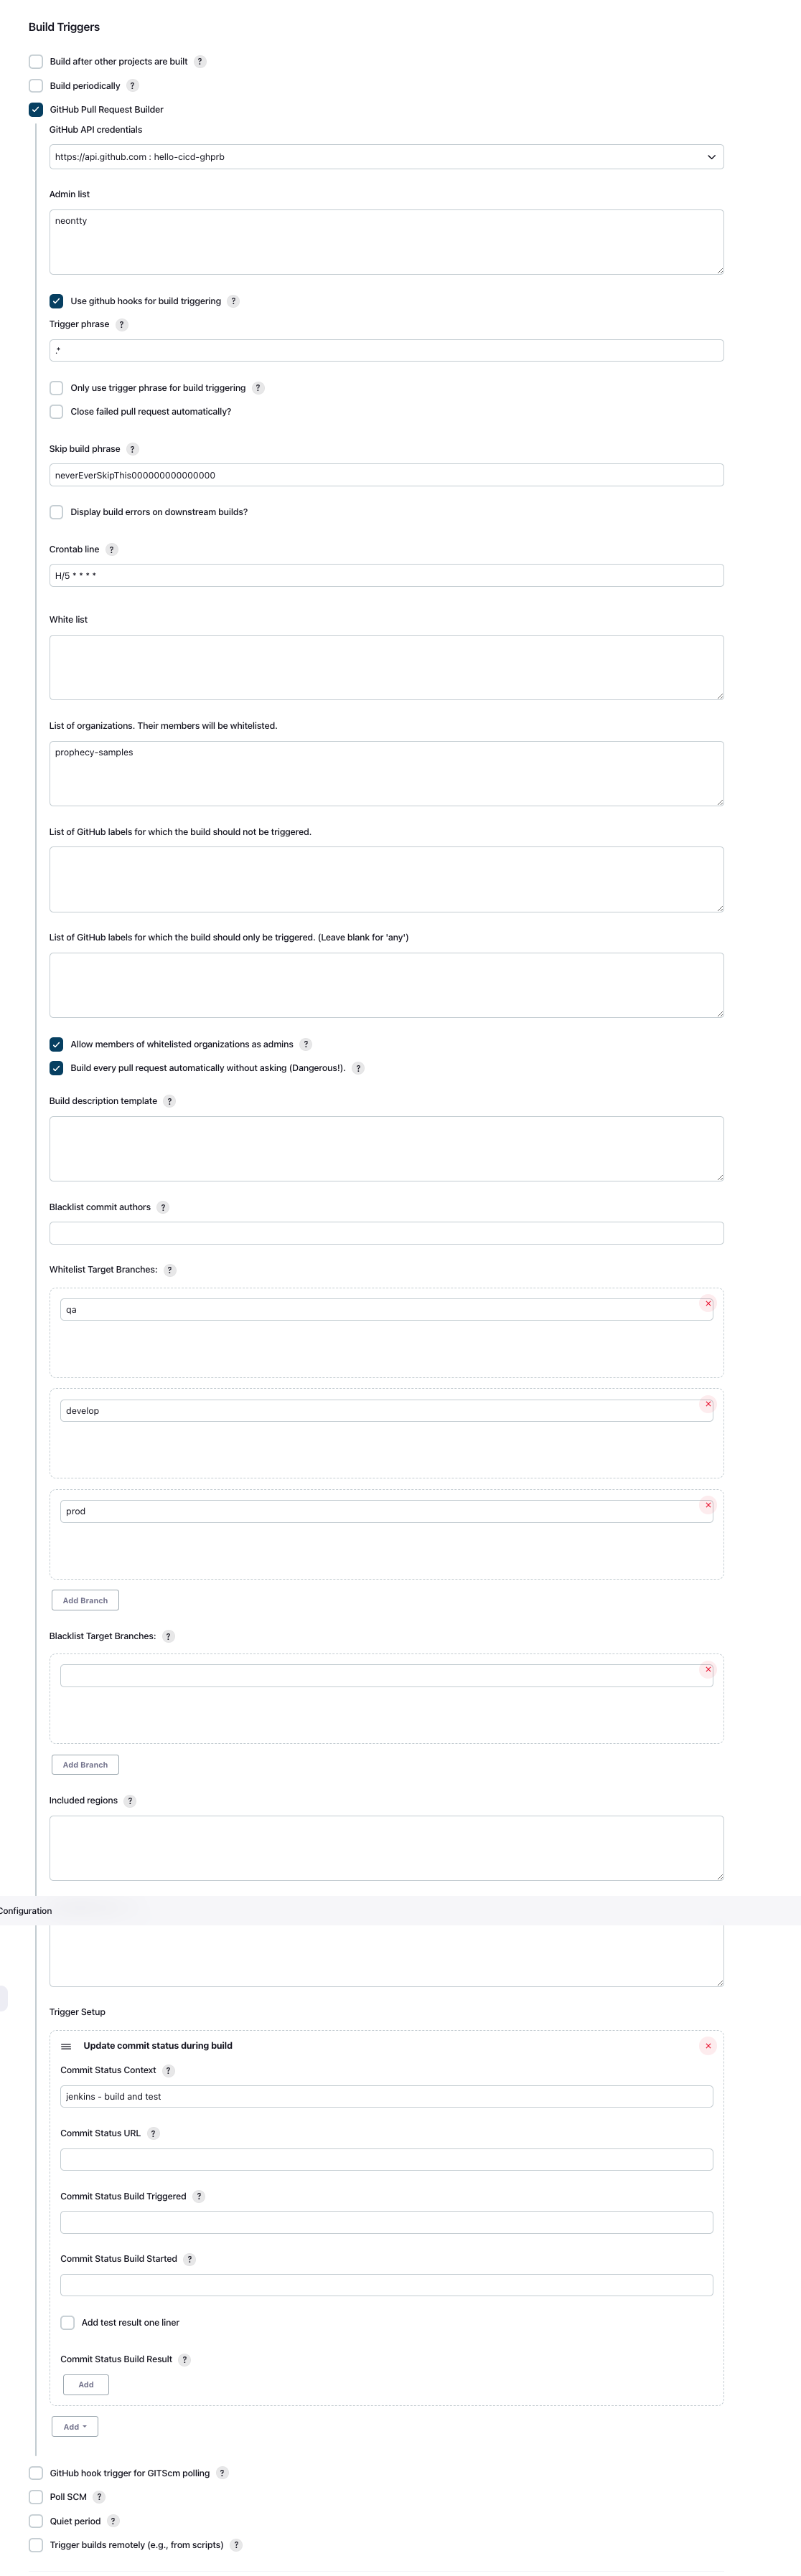 Build Triggers
Build after other projects are built ?
Build periodically ?
GitHub Pull Request Builder
GitHub API credentials
https://api.github.com : hello-cicd-ghprb
Admin list
neontty
Use github hooks for build triggering ?
Trigger phrase ?
.*
Only use trigger phrase for build triggering ?
Close failed pull request automatically?
Skip build phrase ?
neverEverSkipThis000000000000000
Display build errors on downstream builds?
Crontab line ?
H/5 * * * *
White list
List of organizations. Their members will be whitelisted.
prophecy-samples
List of GitHub labels for which the build should not be triggered.
List of GitHub labels for which the build should only be triggered. (Leave blank for 'any')
Allow members of whitelisted organizations as admins ?
Build every pull request automatically without asking (Dangerous!). ?
Build description template ?
Blacklist commit authors ?
Whitelist Target Branches: ?
qa
develop
prod
Add Branch
Blacklist Target Branches: ?
Add Branch
Included regions ?
Configuration
Trigger Setup
Update commit status during build
Commit Status Context ?
jenkins - build and test
Commit Status URL ?
Commit Status Build Triggered ?
Commit Status Build Started ?
Add test result one liner
Commit Status Build Result ?
Add
Add
GitHub hook trigger for GITScm polling ?
Poll SCM ?
Quiet period ?
Trigger builds remotely (e.g., from scripts) ?